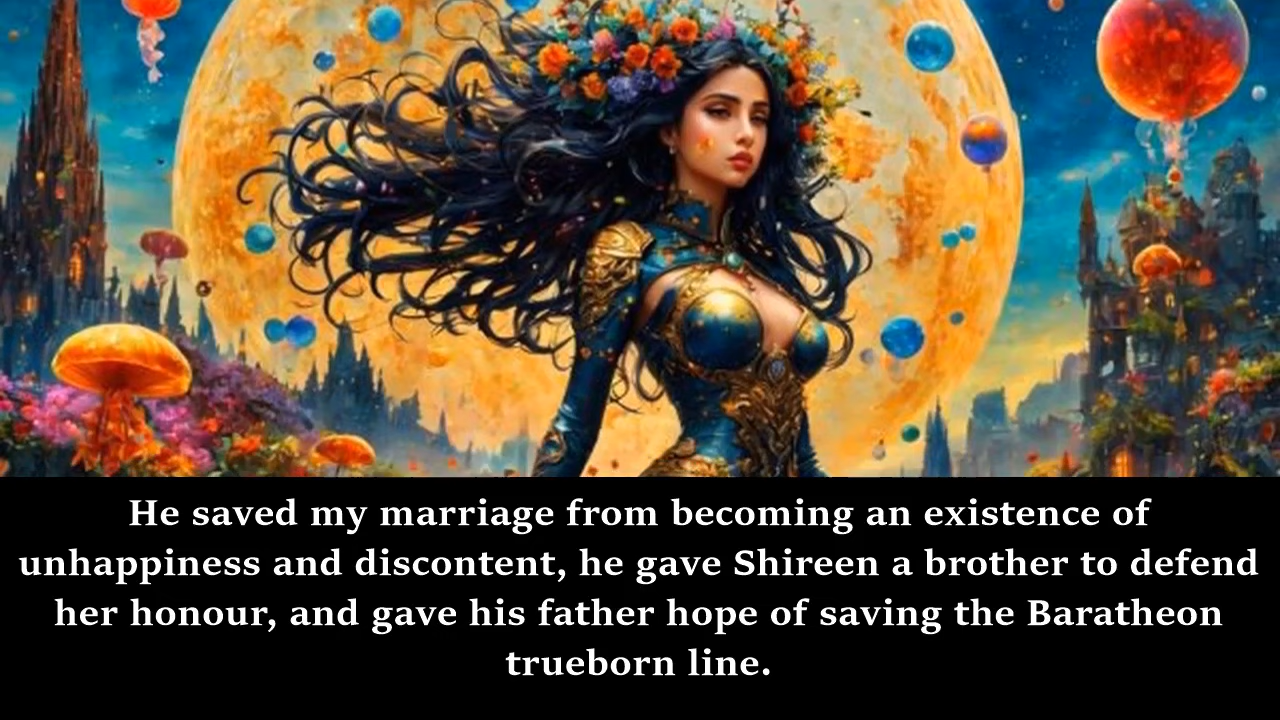 He saved my marriage from becoming an existence of
unhappiness and discontent, he gave Shireen a brother to defend
her honour, and gave his father hope of saving the Baratheon
trueborn line.